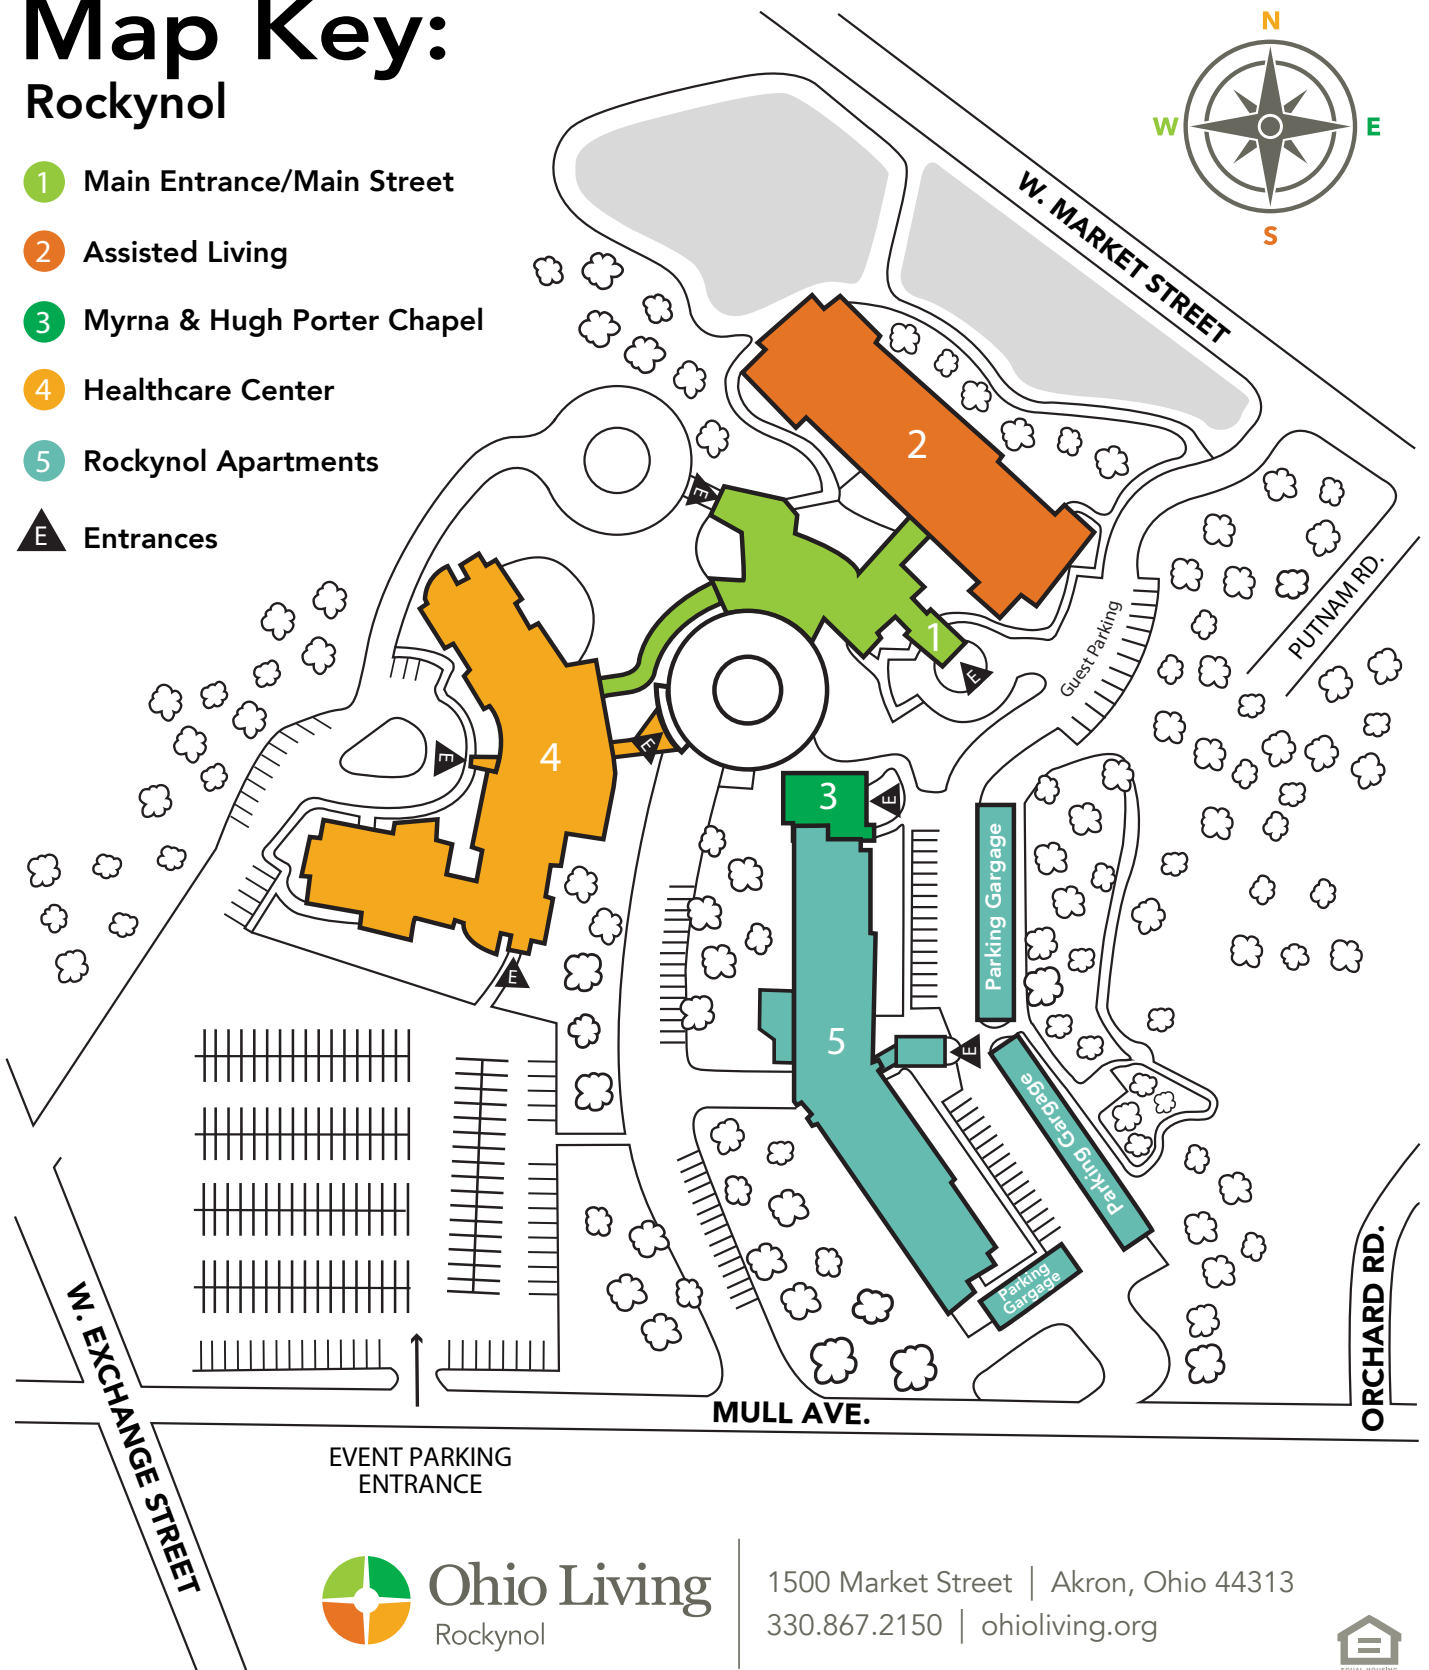 Map Key:
Rockynol
1 Main Entrance/Main Street
2 Assisted Living
3 Myrna & Hugh Porter Chapel
4 Healthcare Center
5 Rockynol Apartments
E Entrances
N
W
E
S
W. MARKET STREET
PUTNAM RD.
Guest Parking
2
E
1
E
4
E
E
3
E
E
5
E
Parking Gargage
Parking Gargage
Parking
Gargage
W. EXCHANGE STREET
ORCHARD RD.
MULL AVE.
EVENT PARKING
ENTRANCE
Ohio Living
Rockynol
1500 Market Street | Akron, Ohio 44313
330.867.2150 | ohioliving.org